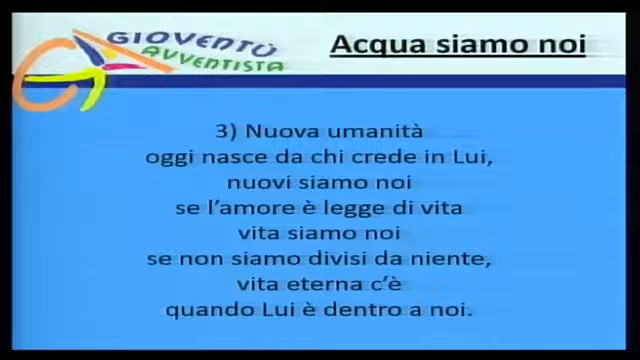 GIOVENTÙ
AVVENTISTA
Acqua siamo noi
3) Nuova umanità
oggi nasce da chi crede in Lui,
nuovi siamo noi
se l’amore è legge di vita
vita siamo noi
se non siamo divisi da niente,
vita eterna c’è
quando Lui è dentro a noi.